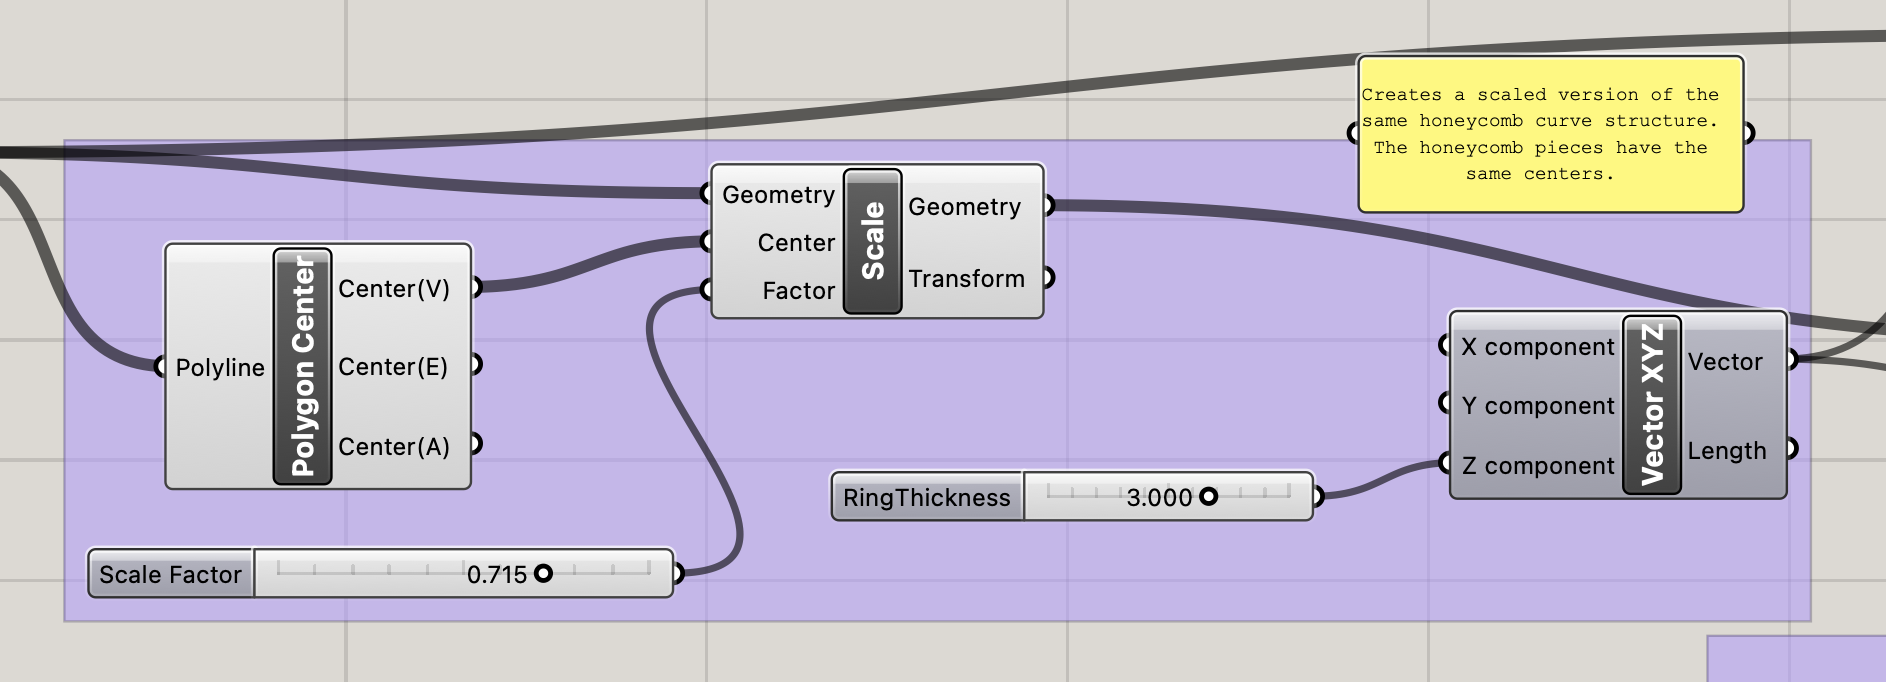 Creates a scaled version of the
same honeycomb curve structure.
The honeycomb pieces have the
same centers.
Geometry
Center
Factor
Scale
Geometry
Transform
Polyline
Polygon Center
Center(V)
Center(E)
Center(A)
X component
Y component
Z component
Vector XYZ
Vector
Length
RingThickness
3.000
Scale Factor
0.715